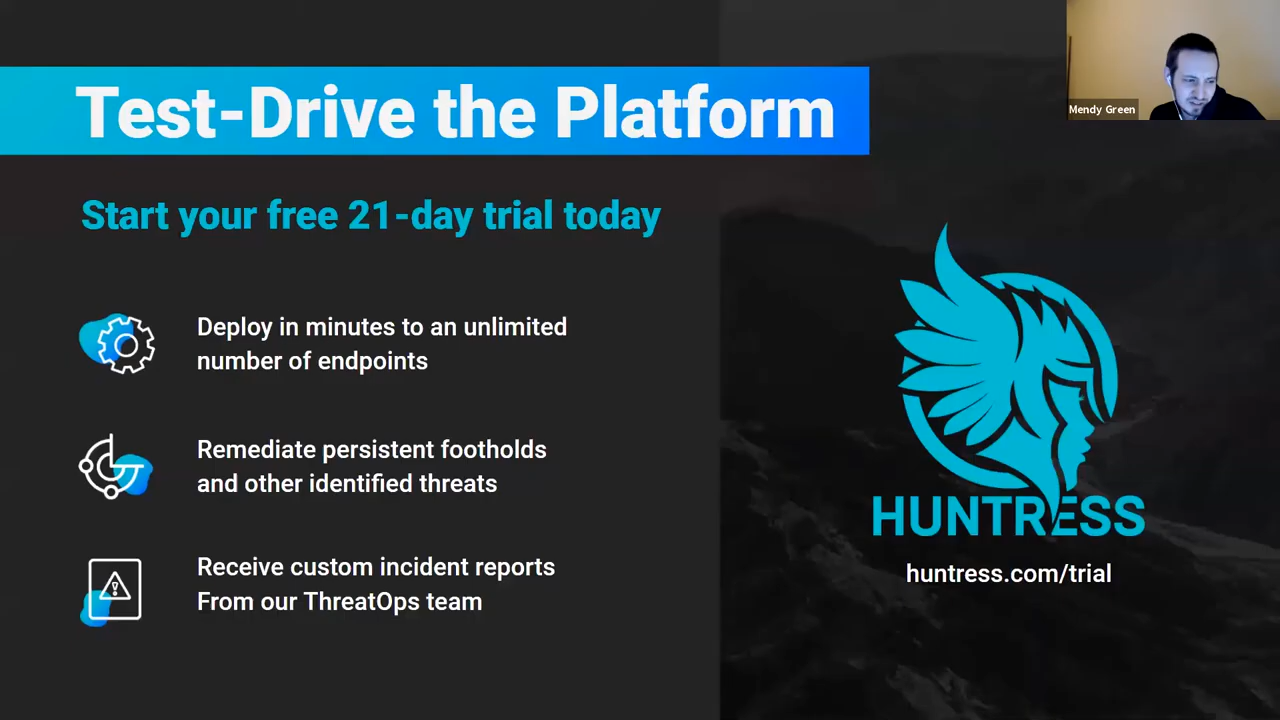 Test-Drive the Platform
Mendy Green
Start your free 21-day trial today
Deploy in minutes to an unlimited
number of endpoints
Remediate persistent footholds
and other identified threats
Receive custom incident reports
From our ThreatOps team
HUNTRESS
huntress.com/trial